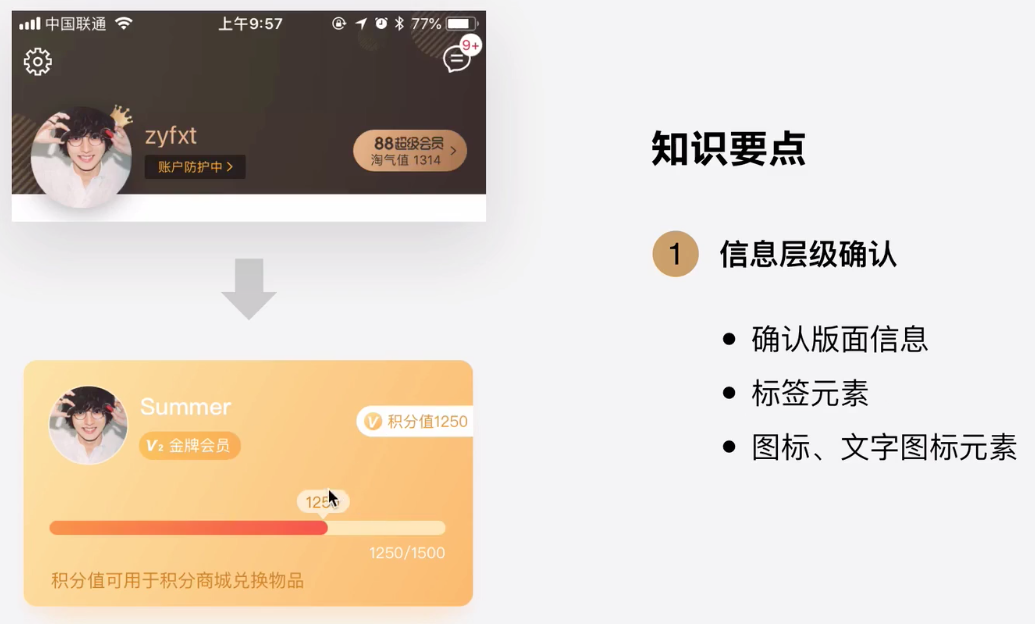 中国联通
上午9:57
77%
9+
zyfxt
账户防护中
88超级会员
淘气值 1314
Summer
V2 金牌会员
V 积分值1250
1250/1500
积分值可用于积分商城兑换物品
知识要点
1 信息层级确认
确认版面信息
标签元素
图标、文字图标元素